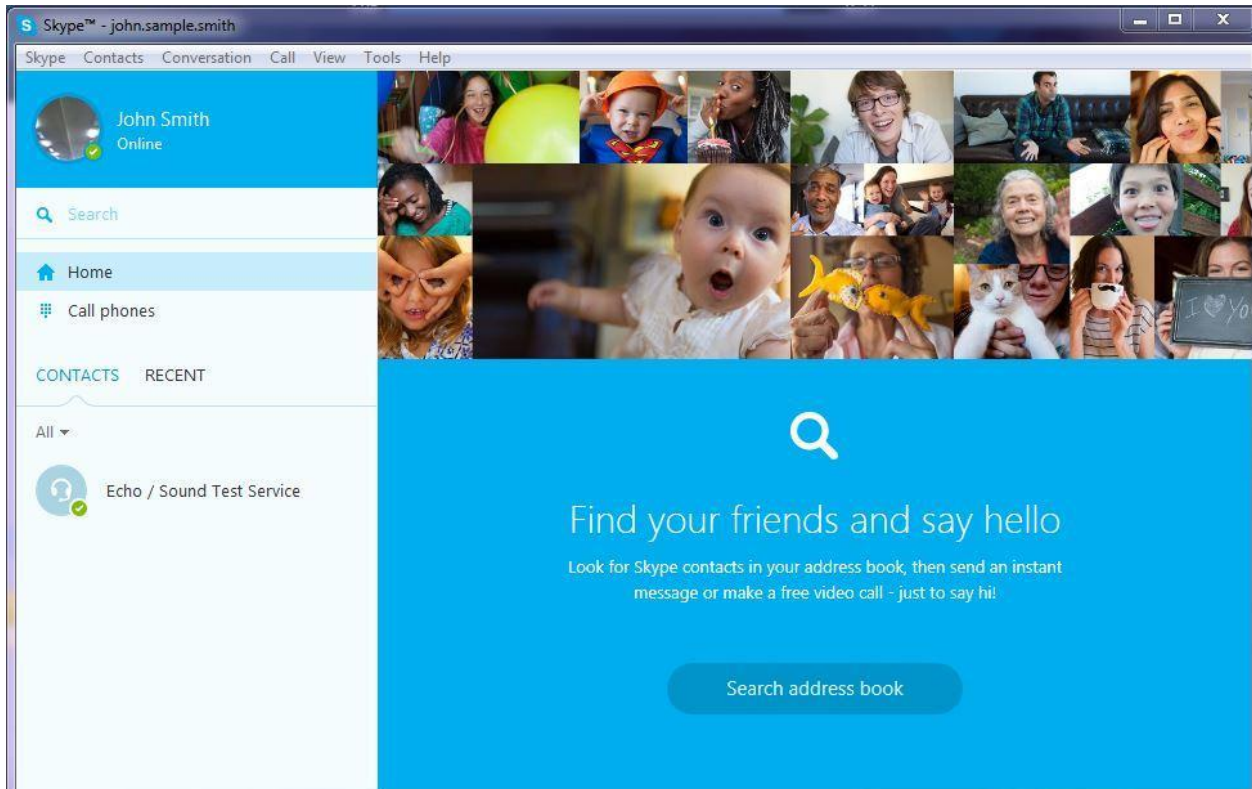 Skype™ - john.sample.smith
Skype Contacts Conversation Call View Tools Help
John Smith
Online
Search
Home
Call phones
CONTACTS RECENT
All
Echo / Sound Test Service
I ♥ Yo
Find your friends and say hello
Look for Skype contacts in your address book, then send an instant
message or make a free video call - just to say hi!
Search address book